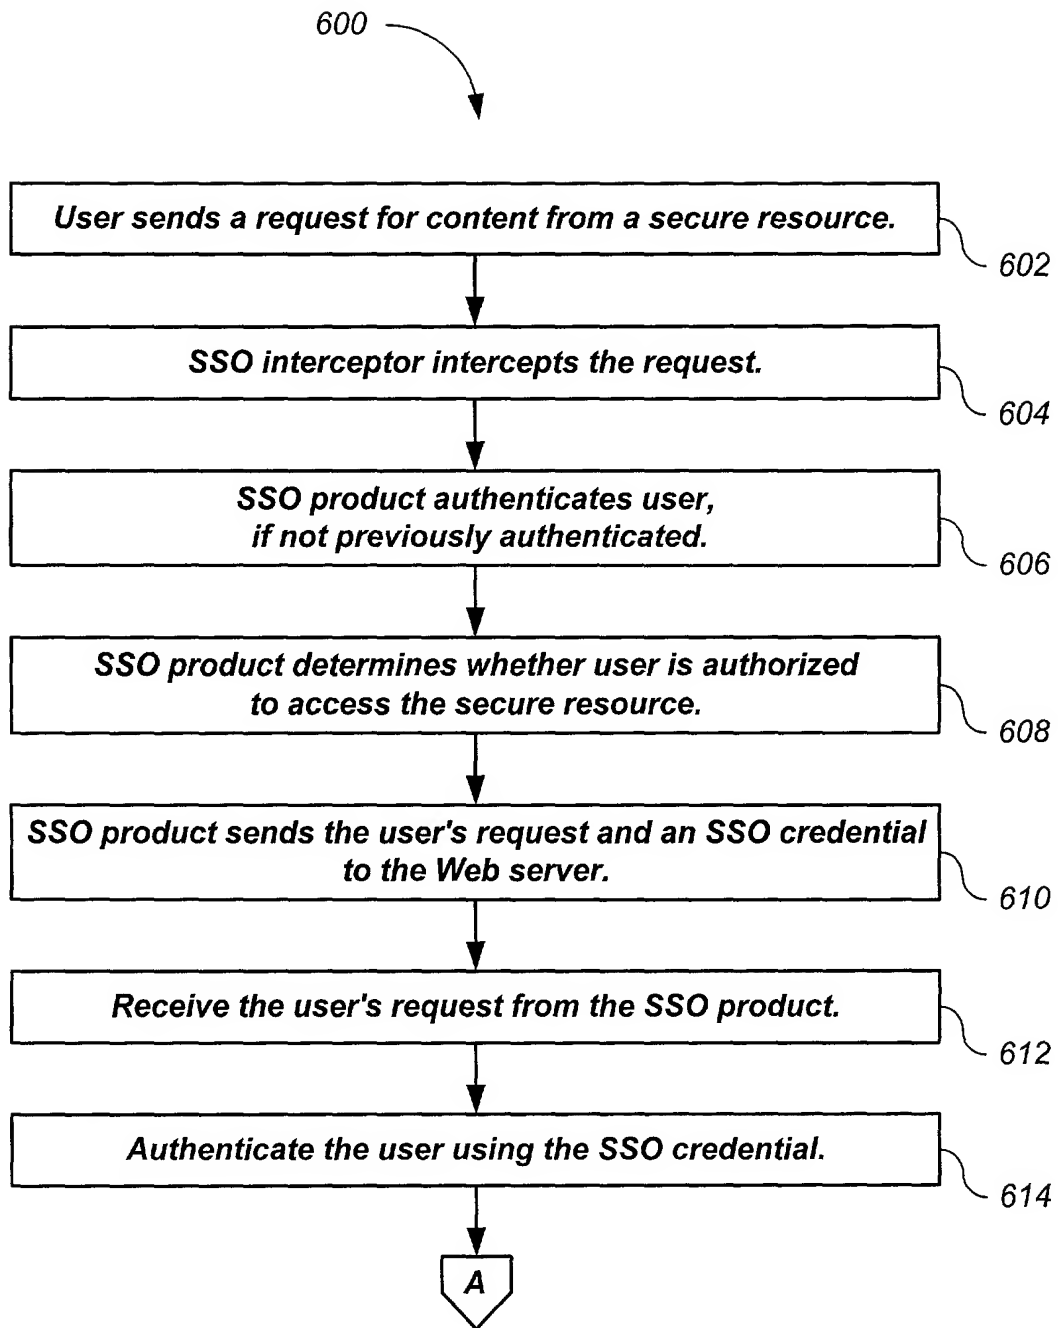 600
User sends a request for content from a secure resource.
602
SSO interceptor intercepts the request.
604
SSO product authenticates user,
if not previously authenticated.
606
SSO product determines whether user is authorized
to access the secure resource.
608
SSO product sends the user's request and an SSO credential
to the Web server.
610
Receive the user's request from the SSO product.
612
Authenticate the user using the SSO credential.
614
A